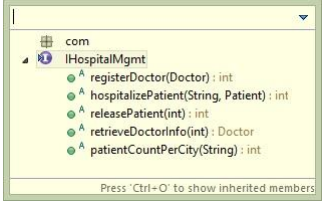 com
IHospitalMgmt
A registerDoctor(Doctor) : int
A hospitalizePatient(String, Patient) : int
A releasePatient(int) : int
A retrieveDoctorInfo(int) : Doctor
A patientCountPerCity(String) : int
Press 'Ctrl+O' to show inherited members